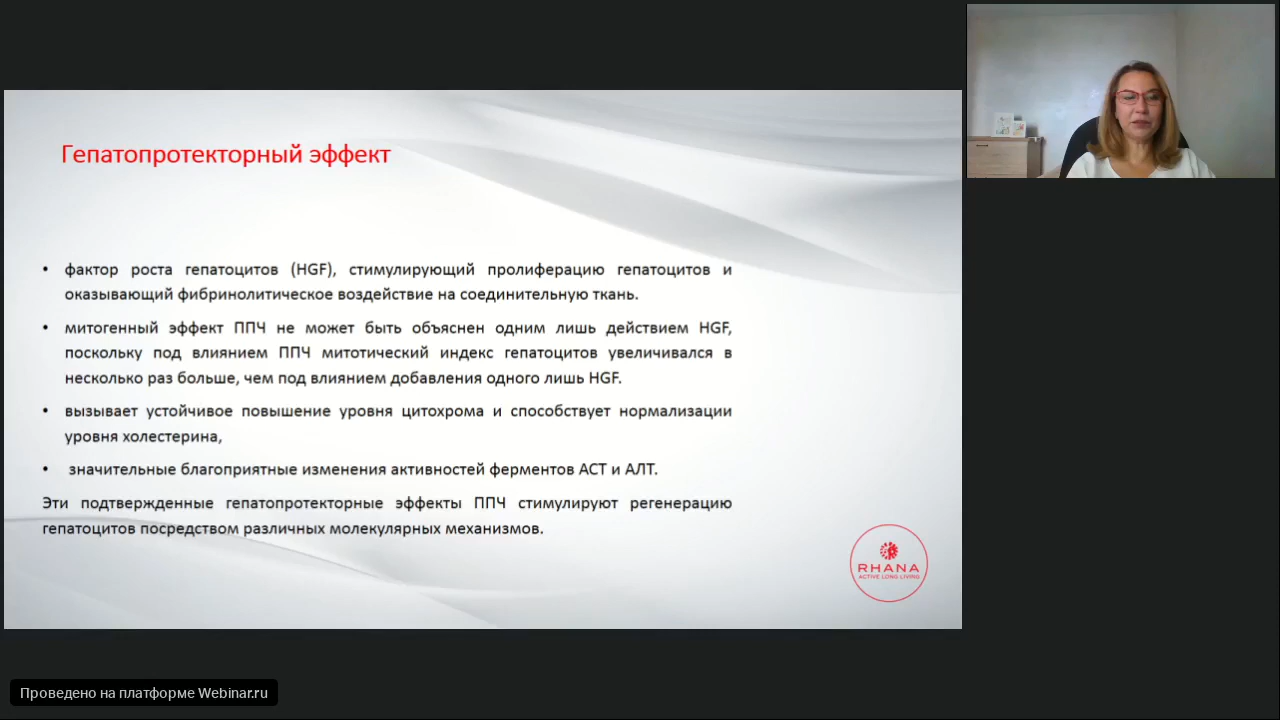 Гепатопротекторный эффект
• фактор роста гепатоцитов (HGF), стимулирующий пролиферацию гепатоцитов и
оказывающий фибринолитическое воздействие на соединительную ткань.
• митогенный эффект ППЧ не может быть объяснен одним лишь действием HGF,
поскольку под влиянием ППЧ митотический индекс гепатоцитов увеличивался в
несколько раз больше, чем под влиянием добавления одного лишь HGF.
• вызывает устойчивое повышение уровня цитохрома и способствует нормализации
уровня холестерина,
• значительные благоприятные изменения активностей ферментов АСТ и АЛТ.
Эти подтвержденные гепатопротекторные эффекты ППЧ стимулируют регенерацию
гепатоцитов посредством различных молекулярных механизмов.
RHANA
ACTIVE LONG LIVING
Проведено на платформе Webinar.ru